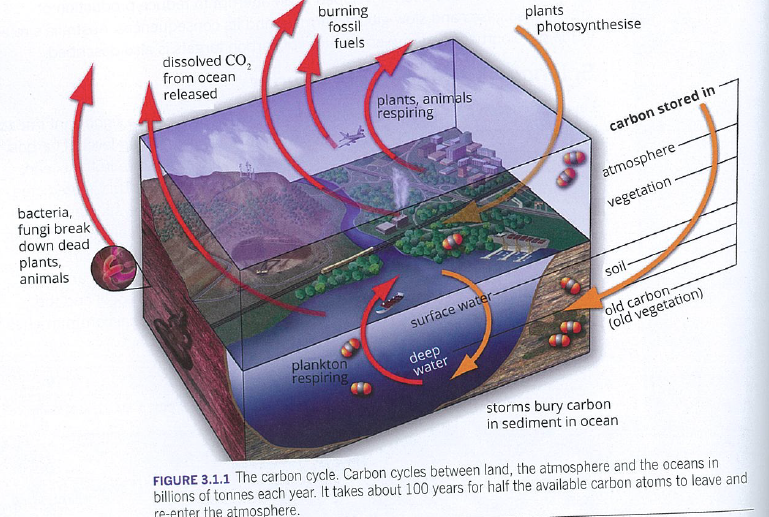 burning
fossil
fuels
plants
photosynthesise
dissolved CO₂
from ocean
released
plants, animals
respiring
carbon stored in
atmosphere
vegetation
soil
old carbon
(old vegetation)
bacteria,
fungi break
down dead
plants,
animals
surface water
deep
water
plankton
respiring
storms bury carbon
in sediment in ocean
FIGURE 3.1.1 The carbon cycle. Carbon cycles between land, the atmosphere and the oceans in
billions of tonnes each year. It takes about 100 years for half the available carbon atoms to leave and
re-enter the atmosphere.